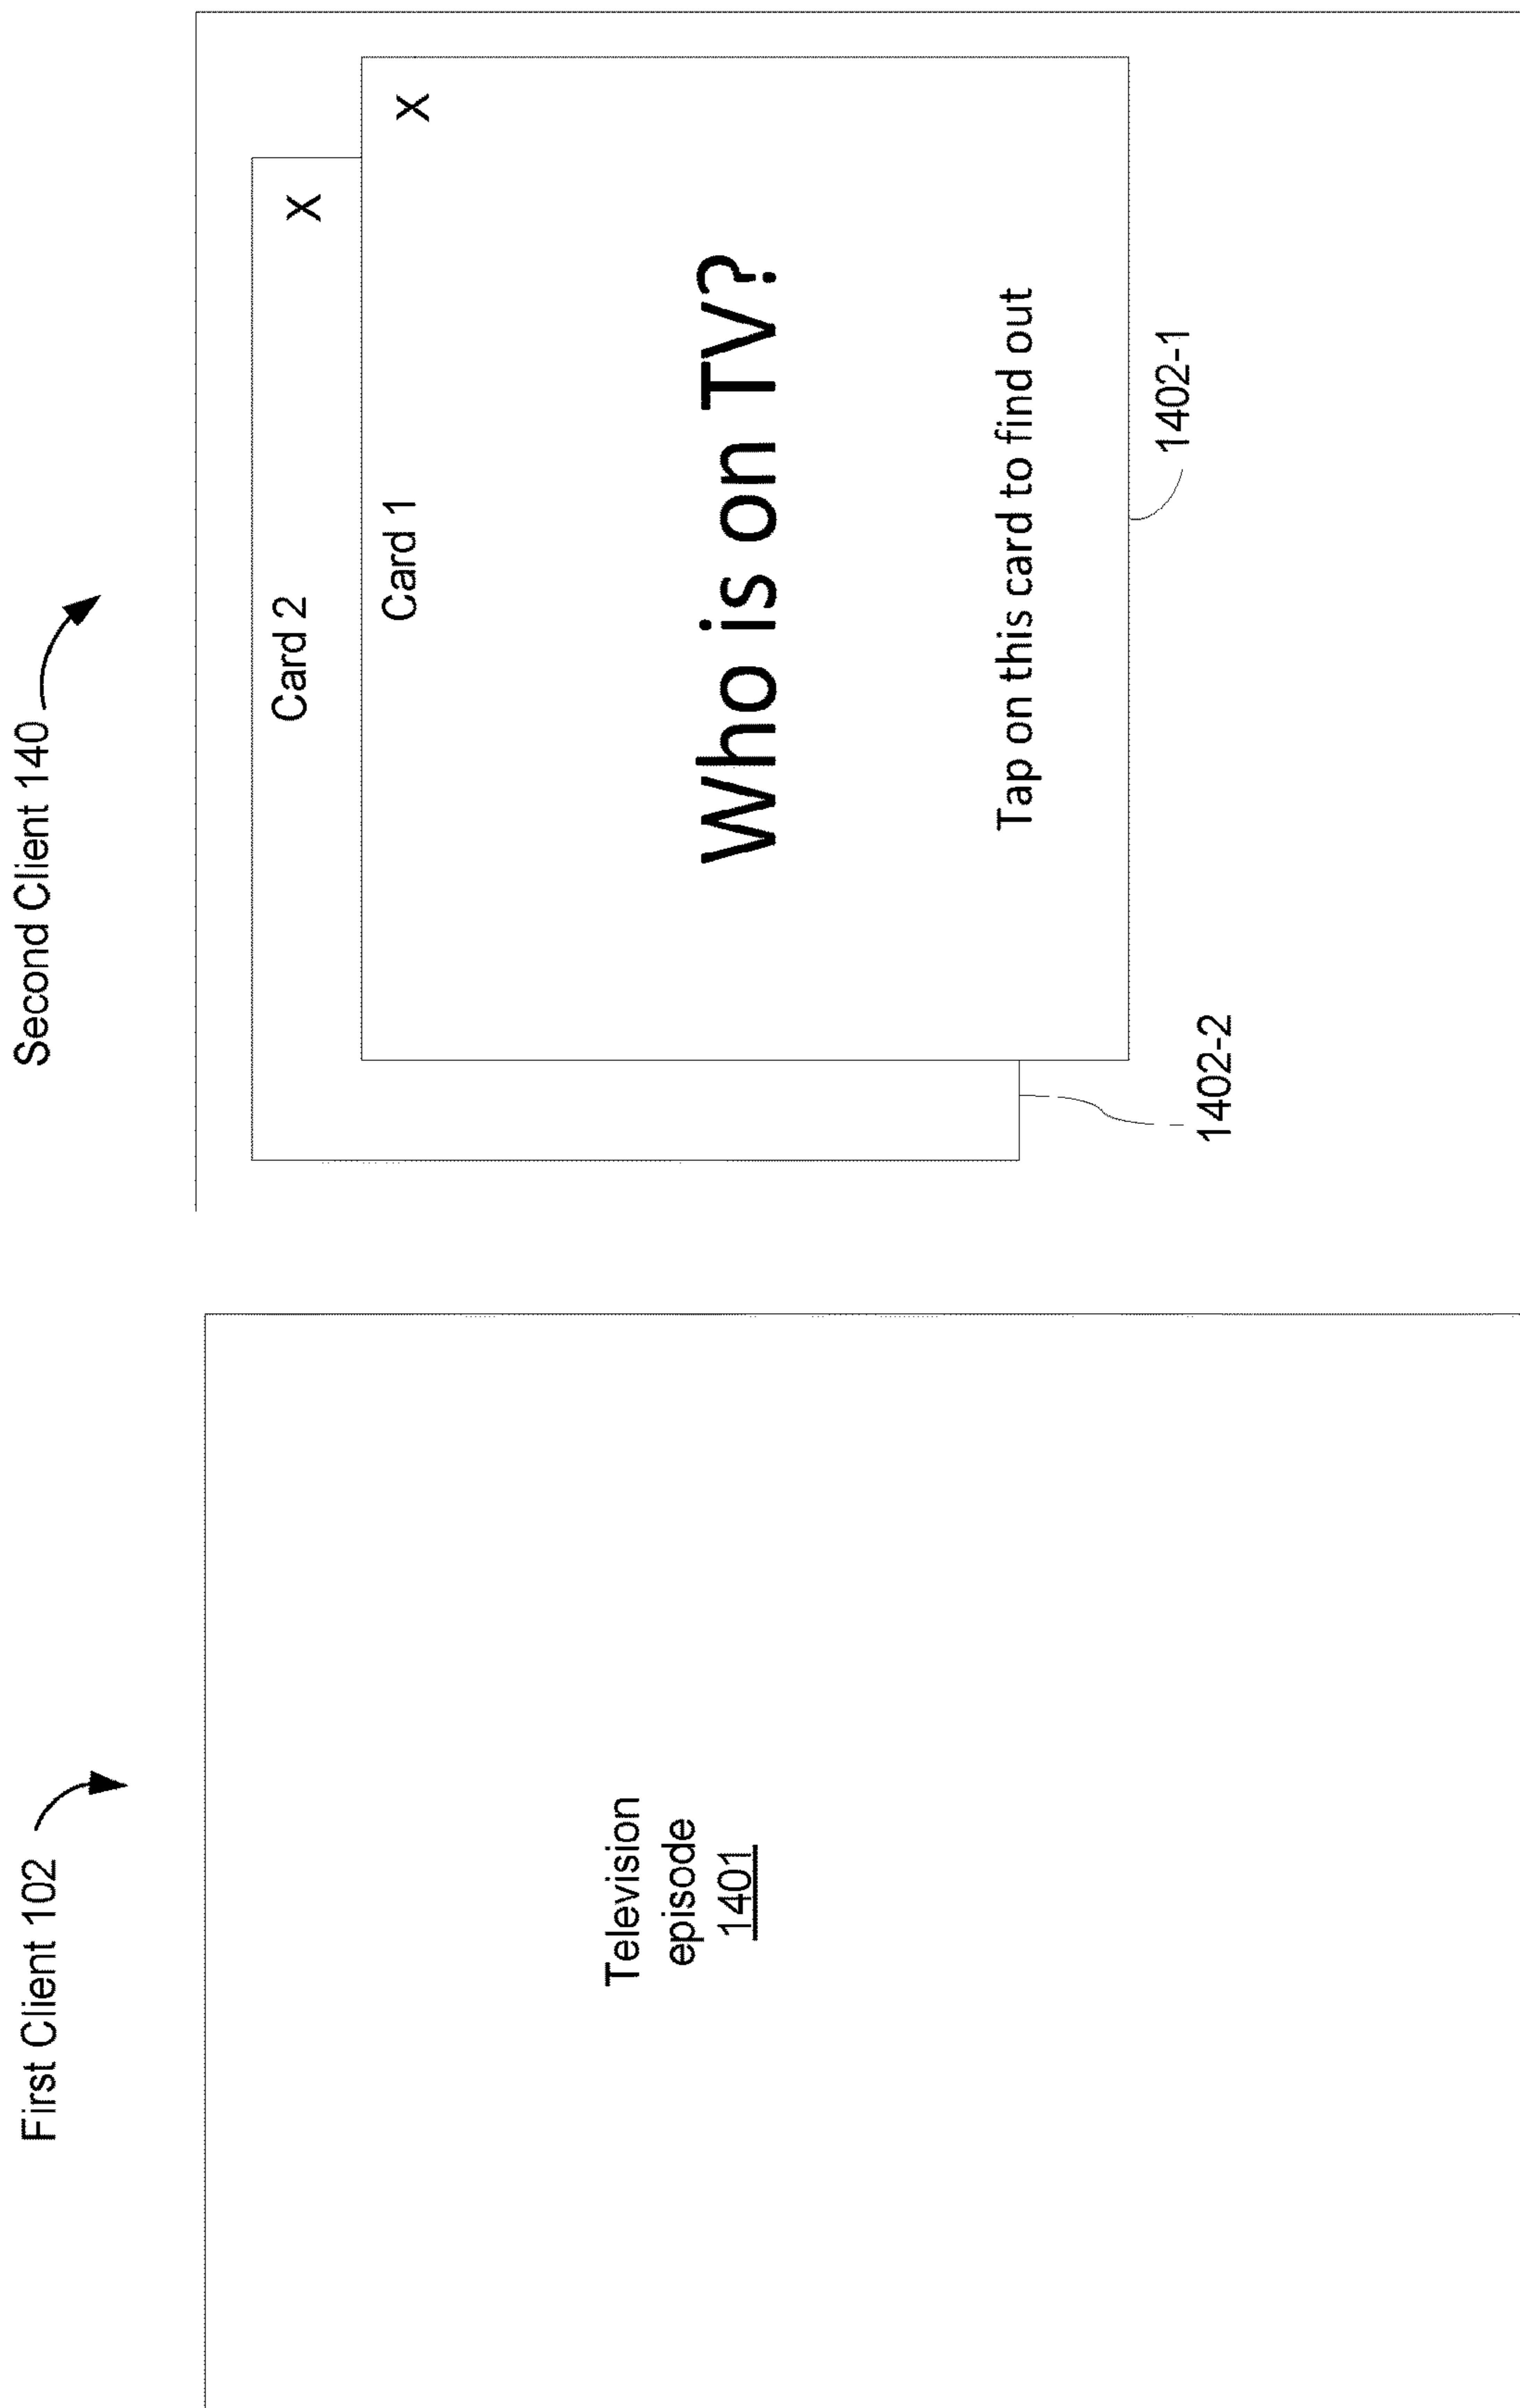 First Client 102
Television
episode
1401
Second Client 140
Card 2
X
Card 1
X
Who is on TV?
Tap on this card to find out
1402-1
1402-2